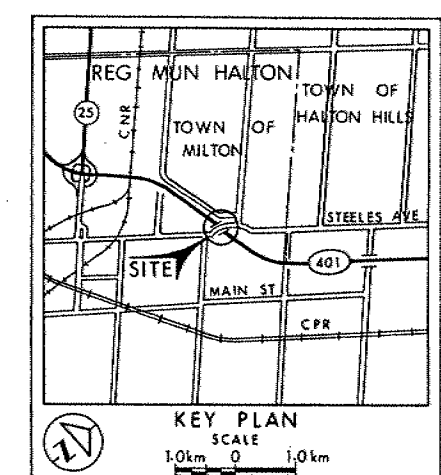 REG MUN HALTON
TOWN OF
HALTON HILLS
25
CNR
TOWN OF
MILTON
STEELES AVE
SITE
401
MAIN ST
CPR
KEY PLAN
SCALE
1.0km 0 1.0km
N